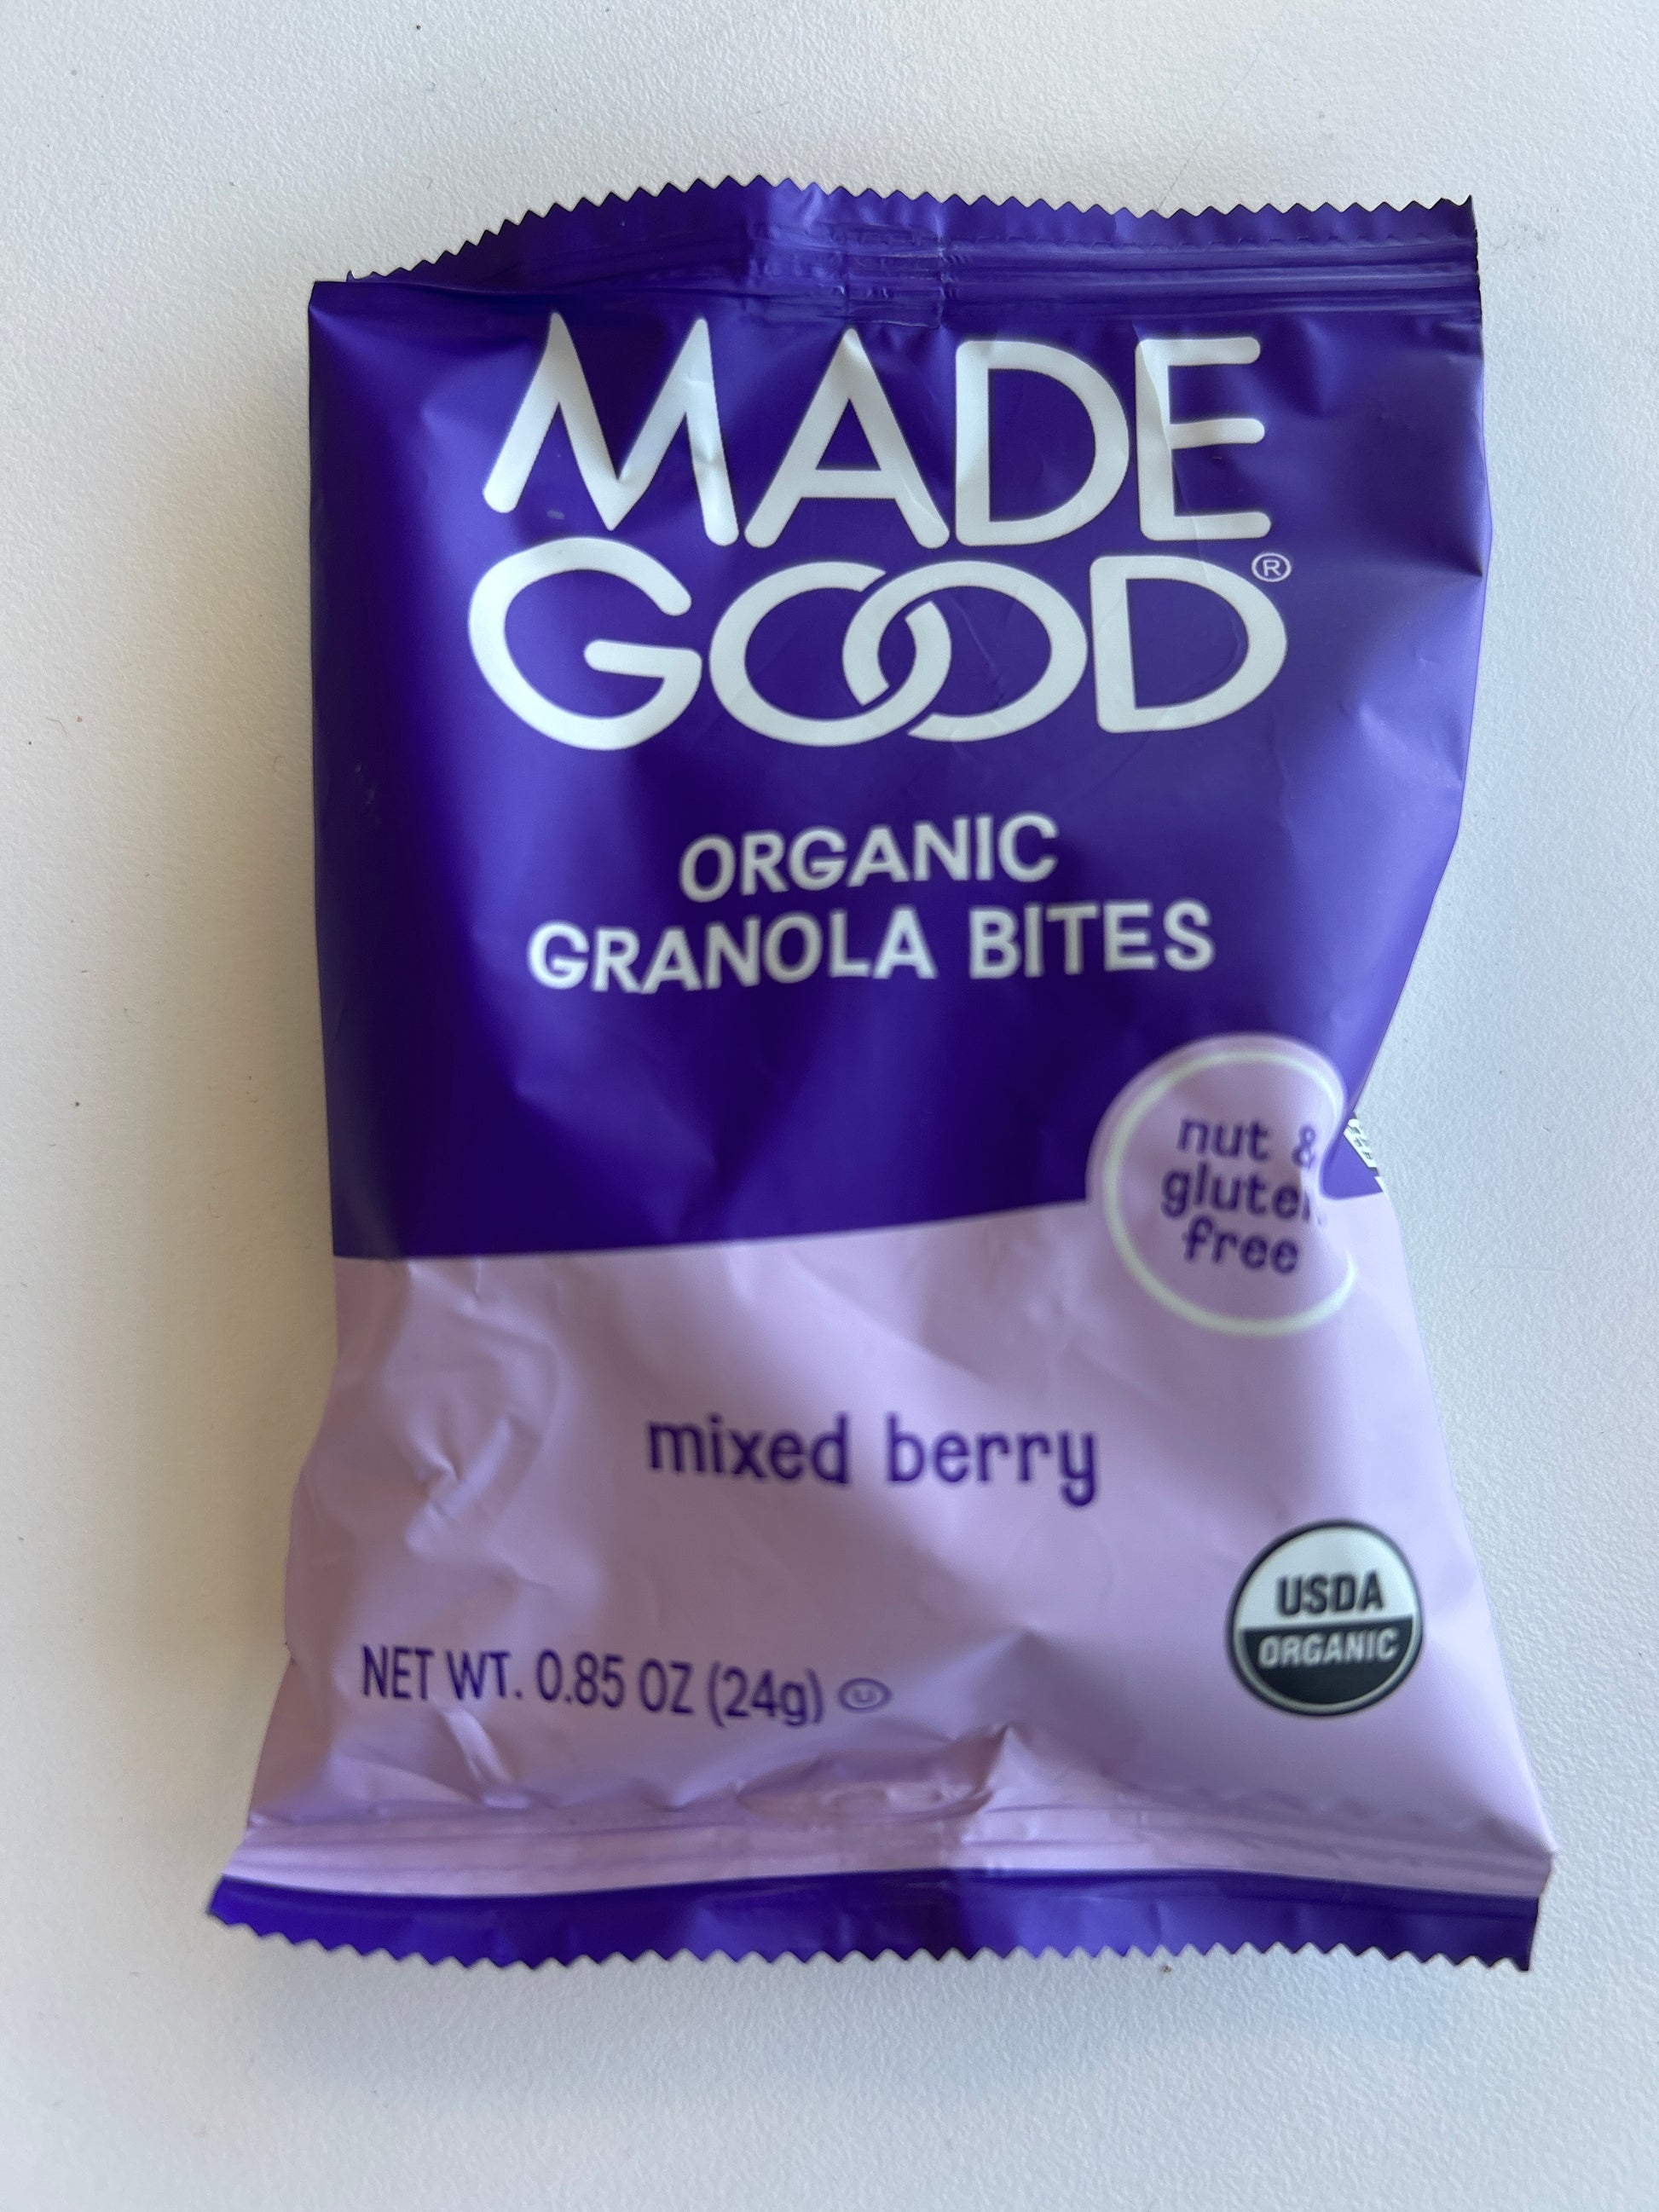 MADE
GOOD®
ORGANIC
GRANOLA BITES
nut &
gluten
free
mixed berry
USDA
ORGANIC
NET WT. 0.85 OZ (24g) Ⓤ